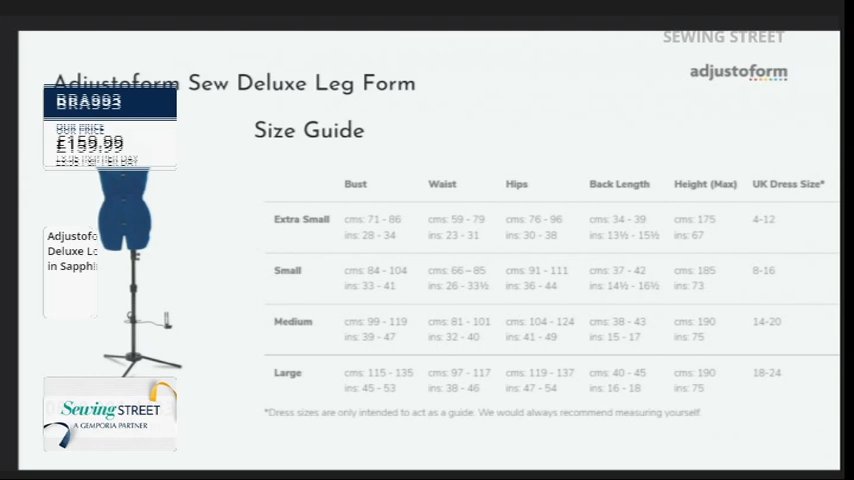 SEWING STREET
adjustoform
Adjustoform Sew Deluxe Leg Form
BRA993
OUR PRICE
£159.99
Size Guide
Bust Waist Hips Back Length Height (Max) UK Dress Size*
Extra Small cms: 71 - 86 cms: 59 - 79 cms: 76 - 96 cms: 34 - 39 cms: 175 4-12
ins: 28 - 34 ins: 23 - 31 ins: 30 - 38 ins: 13½ - 15½ ins: 67
Small cms: 84 - 104 cms: 66 – 85 cms: 91 - 111 cms: 37 - 42 cms: 185 8-16
ins: 33 - 41 ins: 26 - 33½ ins: 36 - 44 ins: 14½ - 16½ ins: 73
Medium cms: 99 - 119 cms: 81 - 101 cms: 104 - 124 cms: 38 - 43 cms: 190 14-20
ins: 39 - 47 ins: 32 - 40 ins: 41 - 49 ins: 15 - 17 ins: 75
Large cms: 115 - 135 cms: 97 - 117 cms: 119 - 137 cms: 40 - 45 cms: 190 18-24
ins: 45 - 53 ins: 38 - 46 ins: 47 - 54 ins: 16 - 18 ins: 75
*Dress sizes are only intended to act as a guide. We would always recommend measuring yourself
Adjustofo
Deluxe Le
in Sapphi
Sewing STREET
A GEMPORIA PARTNER